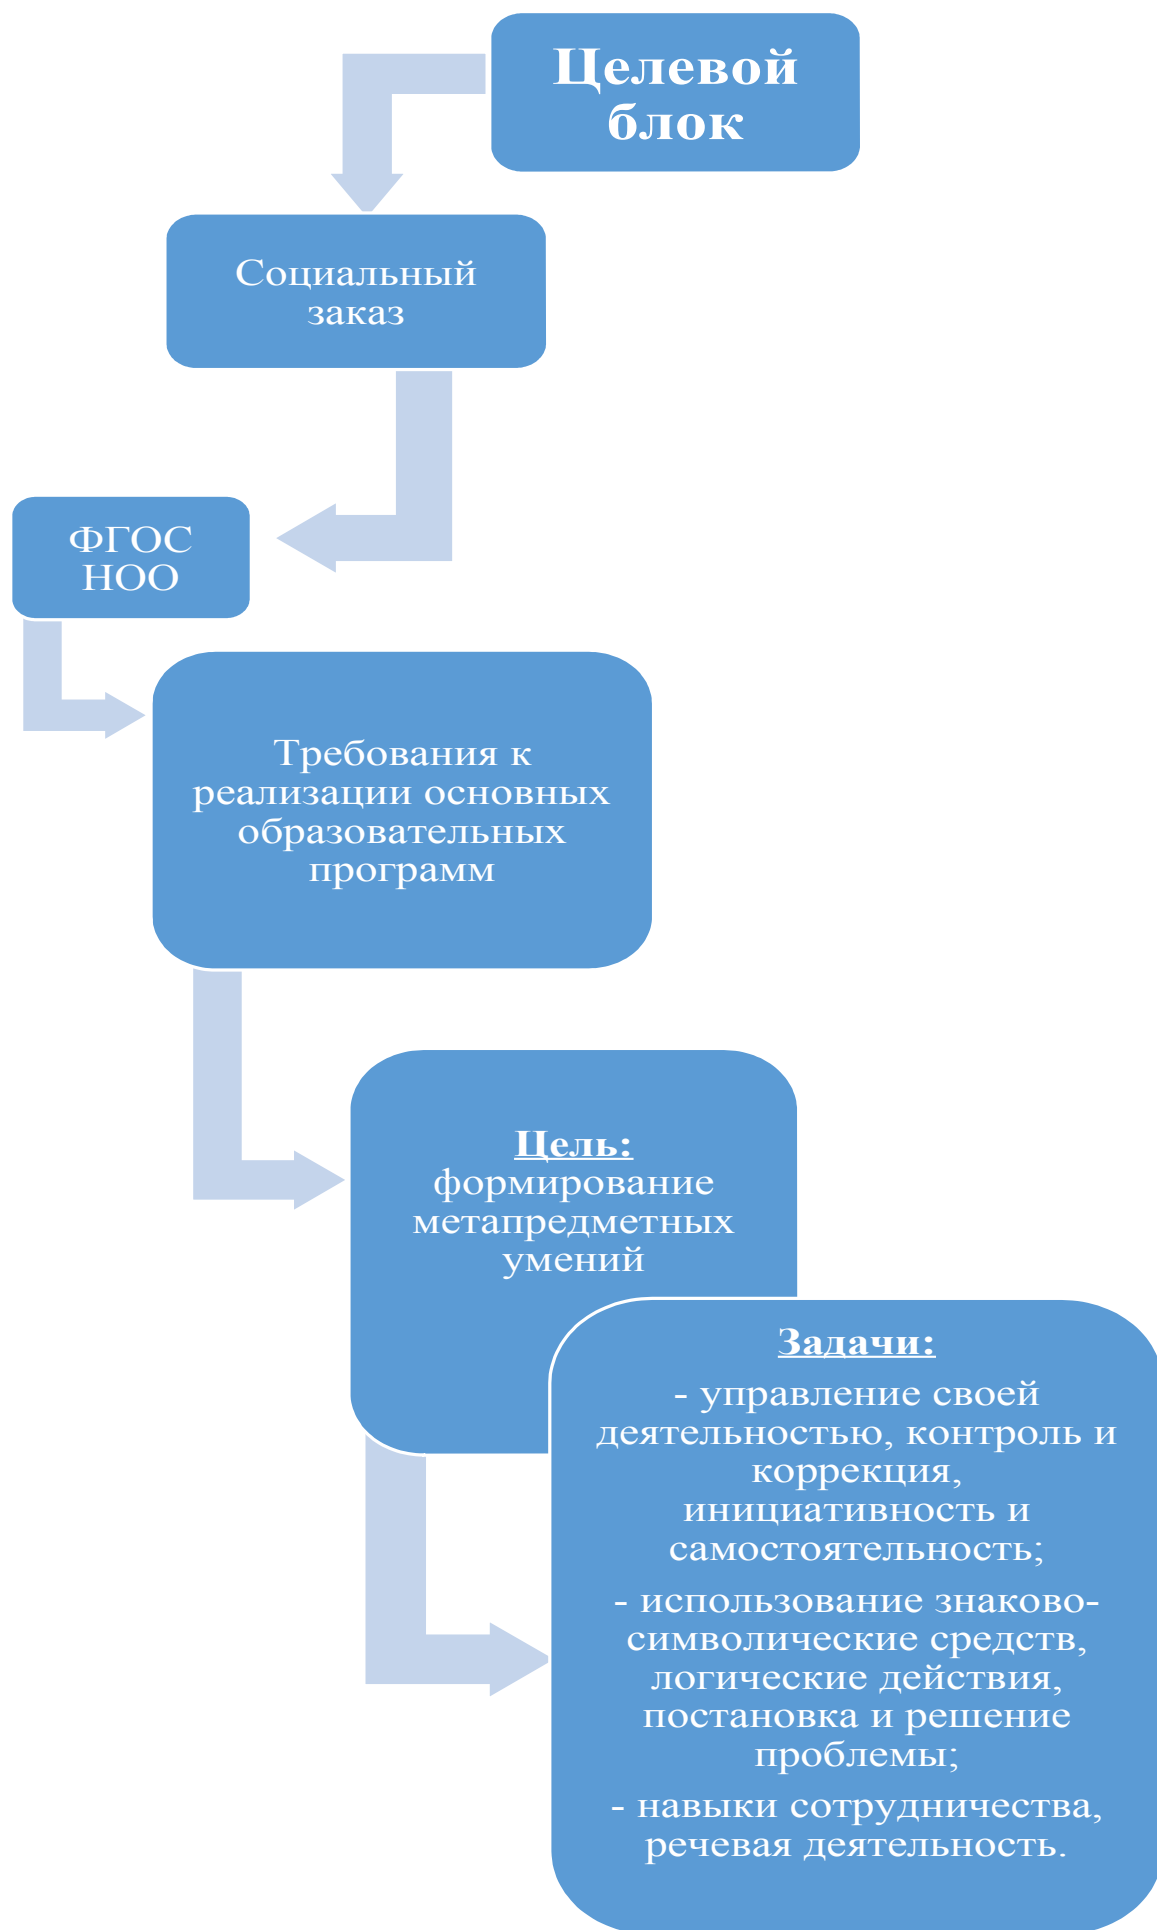 Целевой
блок
Социальный
заказ
ФГОС
НОО
Требования к
реализации основных
образовательных
программ
Цель:
формирование
метапредметных
умений
Задачи:
- управление своей
деятельностью, контроль и
коррекция,
инициативность и
самостоятельность;
- использование знаково-
символические средств,
логические действия,
постановка и решение
проблемы;
- навыки сотрудничества,
речевая деятельность.